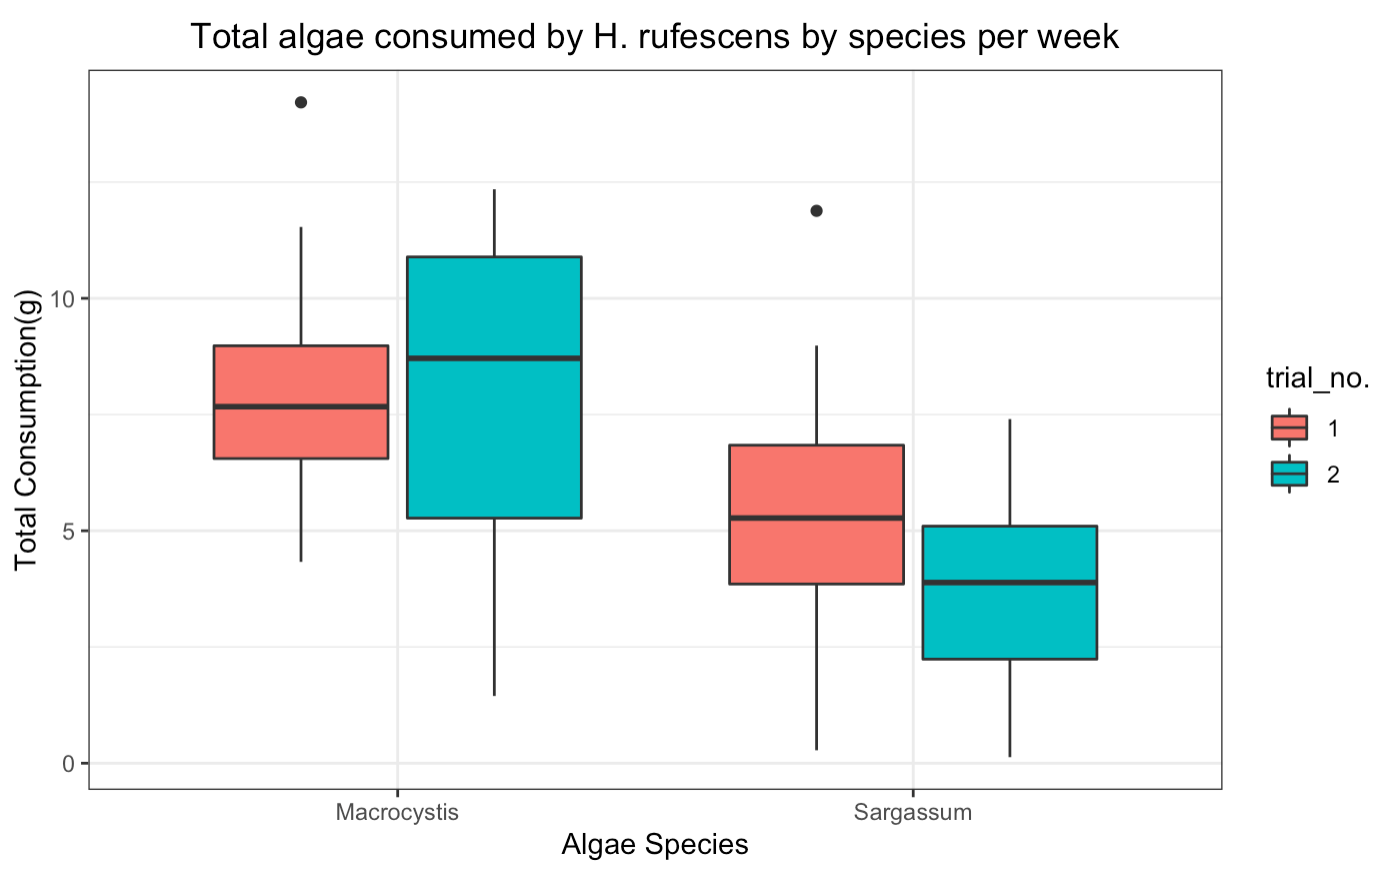 Total algae consumed by H. rufescens by species per week
Total Consumption(g)
10
5
0
Macrocystis
Sargassum
Algae Species
trial_no.
1
2